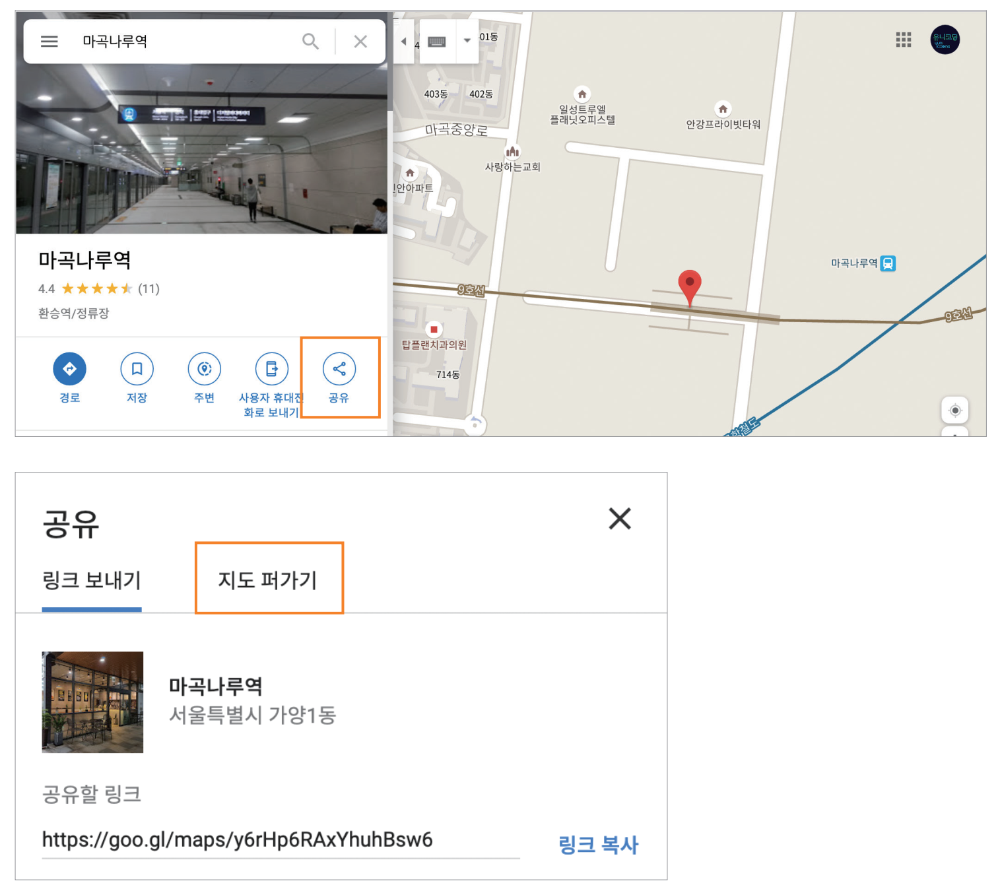 마곡나루역
마곡나루역
4.4
(11)
환승역/정류장
경로
저장
주변
사용자 휴대전
화로 보내기
공유
4
01동
유니코딩
403동
402동
마곡중앙로
일성트루엘
플래닛오피스텔
안강프라이빗타워
사랑하는교회
안아파트
9호선
마곡나루역
9호선
탑플랜치과의원
714동
철도
공유
링크 보내기
지도 퍼가기
마곡나루역
서울특별시 가양1동
공유할 링크
https://goo.gl/maps/y6rHp6RAxYhuhBsw6
링크 복사